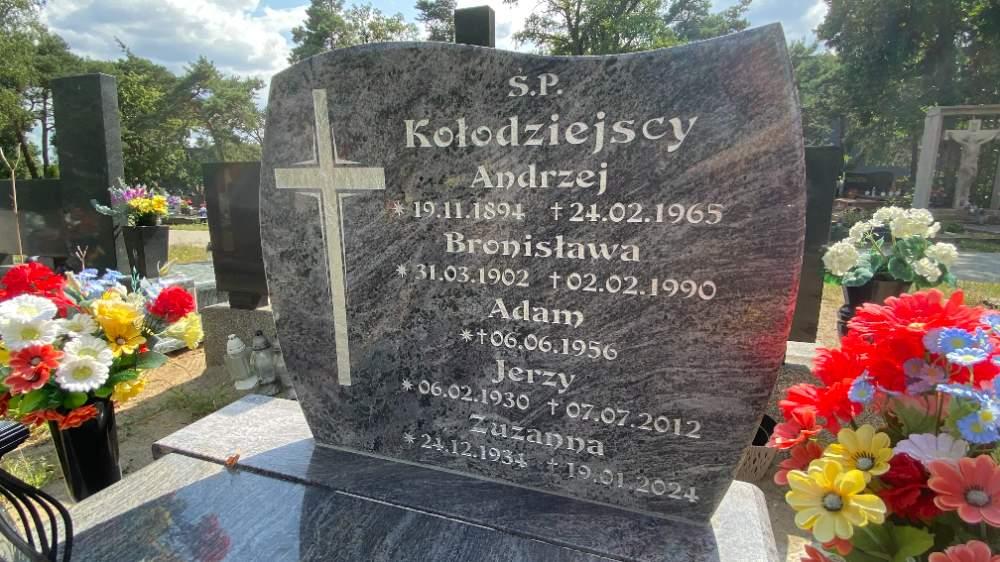 Ś.P.
Kołodziejscy
Andrzej
* 19.11.1894 † 24.02.1965
Bronisława
* 31.03.1902 † 02.02.1990
Adam
*† 06.06.1956
Jerzy
* 06.02.1930 † 07.07.2012
Zuzanna
* 24.12.1934 † 19.01.2024